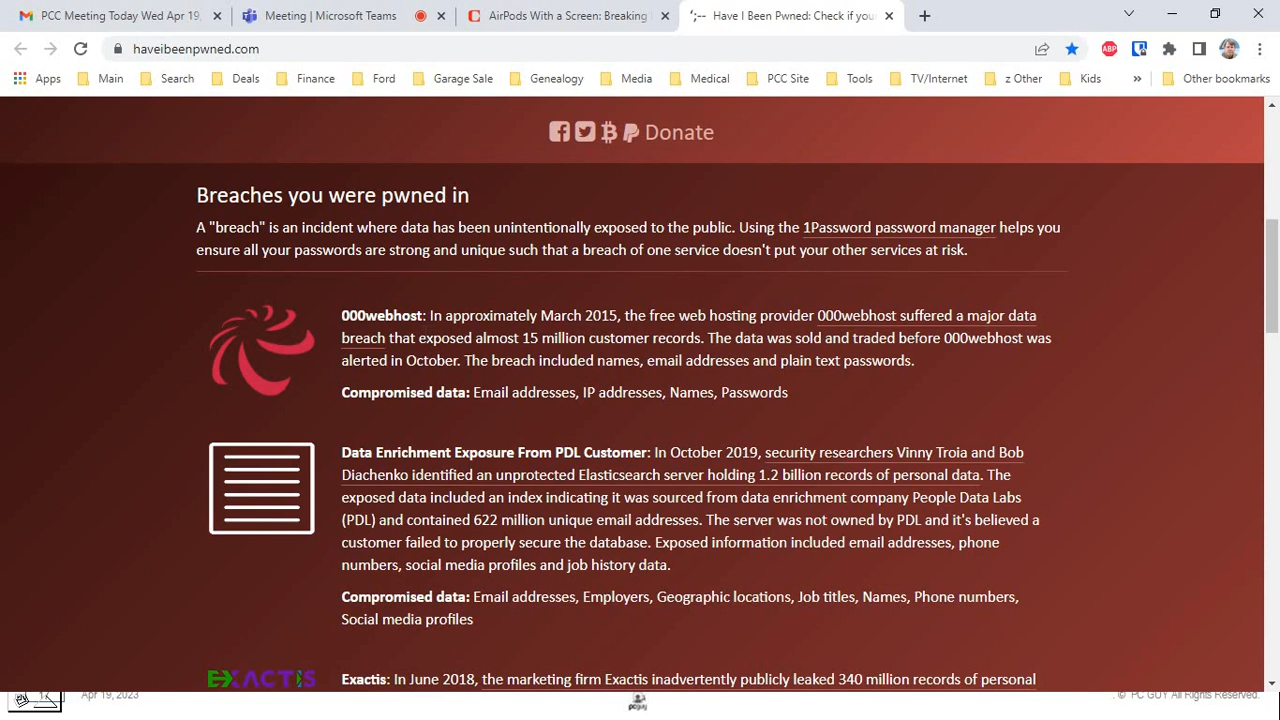 PCC Meeting Today Wed Apr 19,
Meeting | Microsoft Teams
AirPods With a Screen: Breaking
Have I Been Pwned: Check if your
haveibeenpwned.com
ABP
Apps Main Search Deals Finance Ford Garage Sale Genealogy Media Medical PCC Site Tools TV/Internet z Other Kids » Other bookmarks
Donate
Breaches you were pwned in
A "breach" is an incident where data has been unintentionally exposed to the public. Using the 1Password password manager helps you
ensure all your passwords are strong and unique such that a breach of one service doesn't put your other services at risk.
000webhost: In approximately March 2015, the free web hosting provider 000webhost suffered a major data
breach that exposed almost 15 million customer records. The data was sold and traded before 000webhost was
alerted in October. The breach included names, email addresses and plain text passwords.
Compromised data: Email addresses, IP addresses, Names, Passwords
Data Enrichment Exposure From PDL Customer: In October 2019, security researchers Vinny Troia and Bob
Diachenko identified an unprotected Elasticsearch server holding 1.2 billion records of personal data. The
exposed data included an index indicating it was sourced from data enrichment company People Data Labs
(PDL) and contained 622 million unique email addresses. The server was not owned by PDL and it's believed a
customer failed to properly secure the database. Exposed information included email addresses, phone
numbers, social media profiles and job history data.
Compromised data: Email addresses, Employers, Geographic locations, Job titles, Names, Phone numbers,
Social media profiles
EXACTIS
Exactis: In June 2018, the marketing firm Exactis inadvertently publicly leaked 340 million records of personal
Apr 19, 2023
pcguy
. © PC GUY All Rights Reserved.